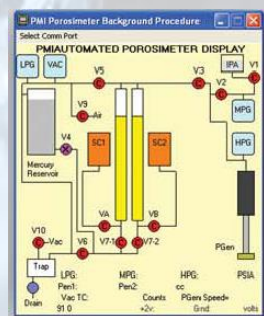 PMI Porosimeter Background Procedure
Select Comm Port
PMIAUTOMATED POROSIMETER DISPLAY
LPG
VAC
V5
V3
IPA
V1
V2
MPG
HPG
V9
Air
V4
SC1
SC2
Mercury
Reservoir
VA
VB
V10
Vac
V6
V7-1
V7-2
PGen
Trap
Drain
LPG:
MPG:
HPG:
PSIA
Pen1:
Pen2:
cc
Vac TC:
Counts
PGen Speed=
91 0
+2v:
Gnd:
volts